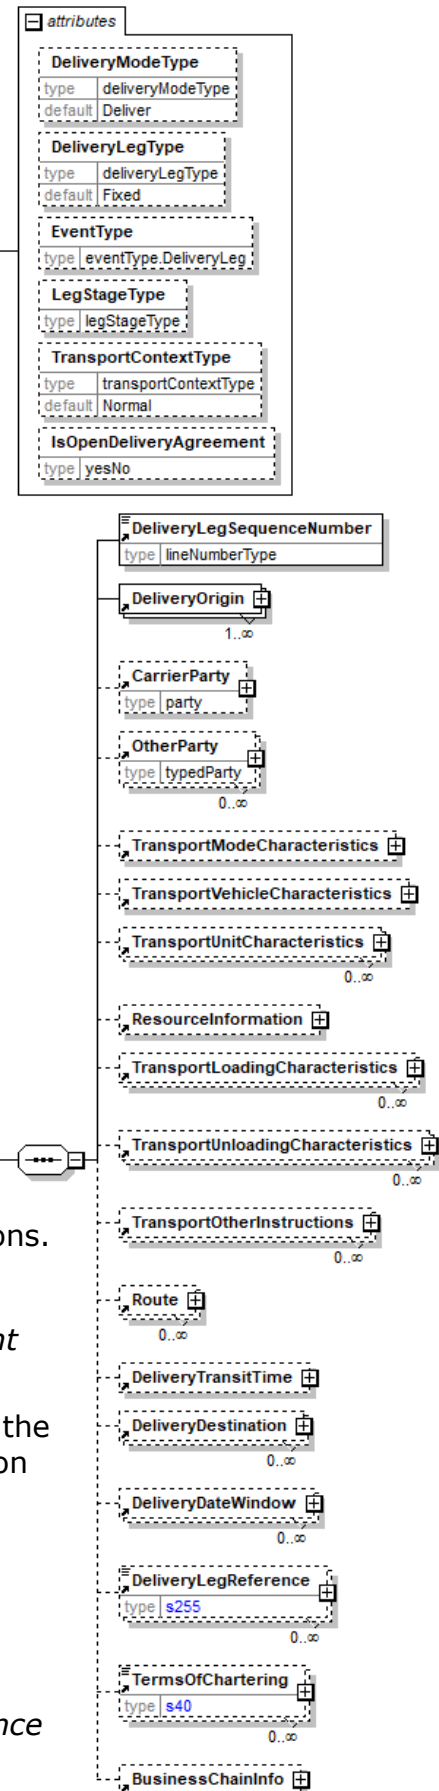 attributes
DeliveryModeType
type deliveryModeType
default Deliver
DeliveryLegType
type deliveryLegType
default Fixed
EventType
type eventType.DeliveryLeg
LegStageType
type legStageType
TransportContextType
type transportContextType
default Normal
IsOpenDeliveryAgreement
type yesNo
DeliveryLegSequenceNumber
type lineNumberType
DeliveryOrigin
1..∞
CarrierParty
type party
OtherParty
type typedParty
0..∞
TransportModeCharacteristics
TransportVehicleCharacteristics
TransportUnitCharacteristics
0..∞
ResourceInformation
TransportLoadingCharacteristics
0..∞
TransportUnloadingCharacteristics
0..∞
TransportOtherInstructions
ons.
0..∞
Route
0..∞
nt
DeliveryTransitTime
the
DeliveryDestination
0..∞
on
DeliveryDateWindow
0..∞
DeliveryLegReference
type s255
0..∞
TermsOfChartering
type s40
0..∞
nce
BusinessChainInfo